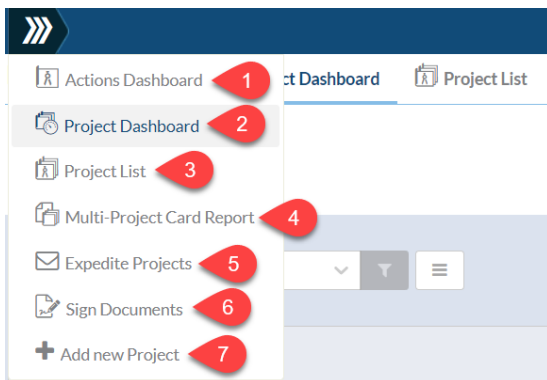 Actions Dashboard 1
ct Dashboard
Project List
Project Dashboard 2
Project List 3
Multi-Project Card Report 4
Expedite Projects 5
Sign Documents 6
Add new Project 7